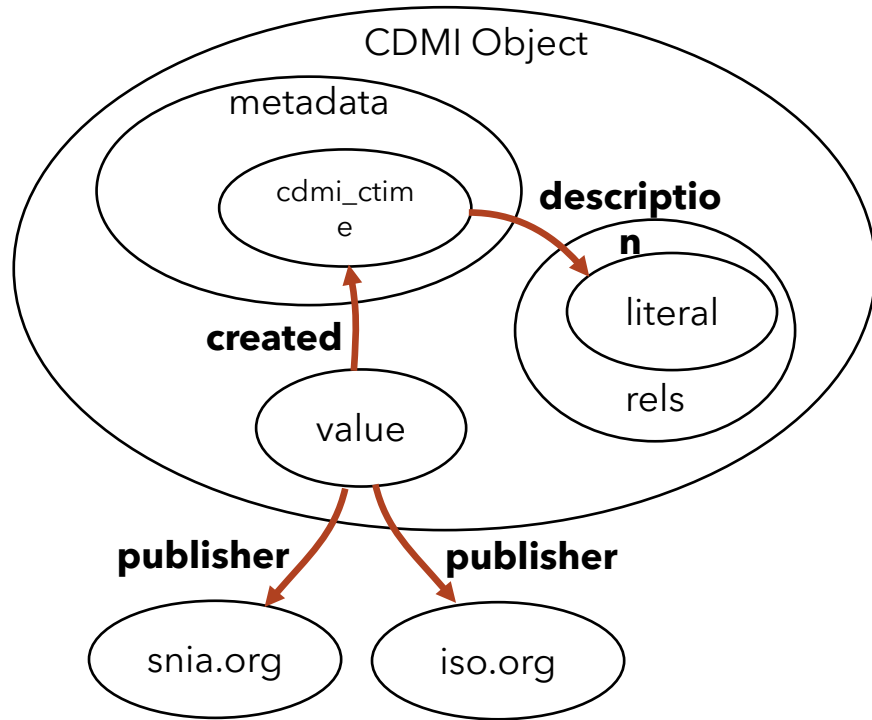 CDMI Object
metadata
cdmi_ctim
e
descriptio
n
literal
rels
created
value
publisher
publisher
snia.org
iso.org